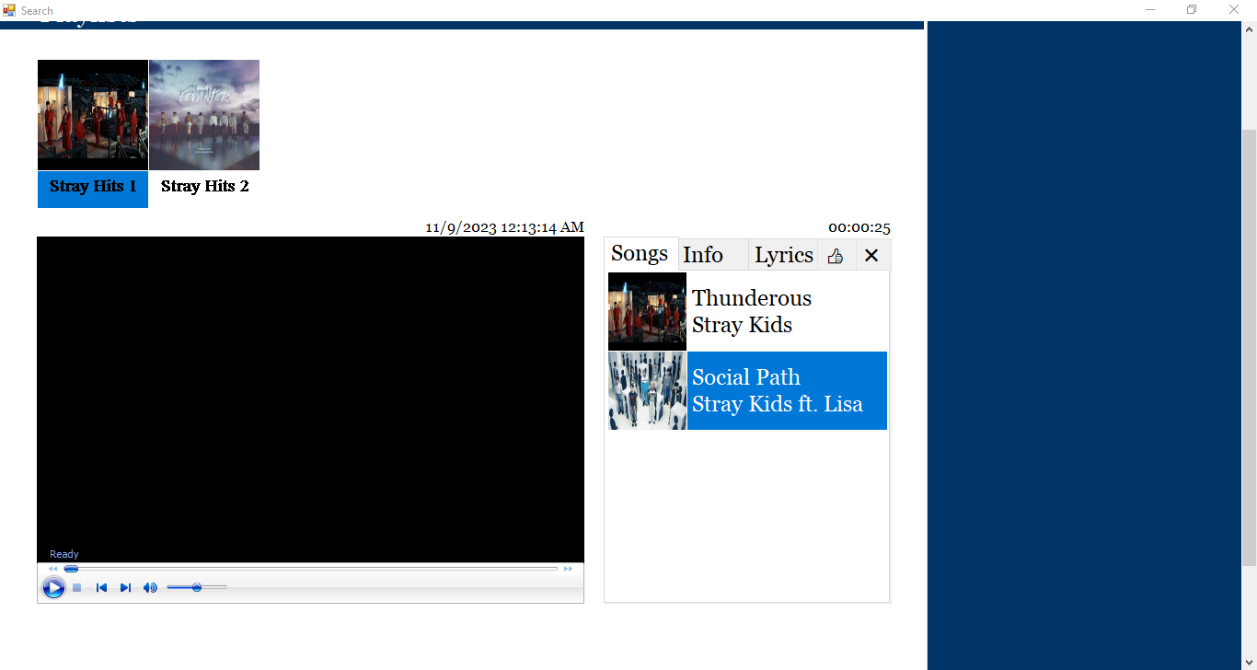 Search
Playlists
Stray Hits 1
Stray Hits 2
11/9/2023 12:13:14 AM
00:00:25
Songs
Info
Lyrics
Thunderous
Stray Kids
Social Path
Stray Kids ft. Lisa
Ready